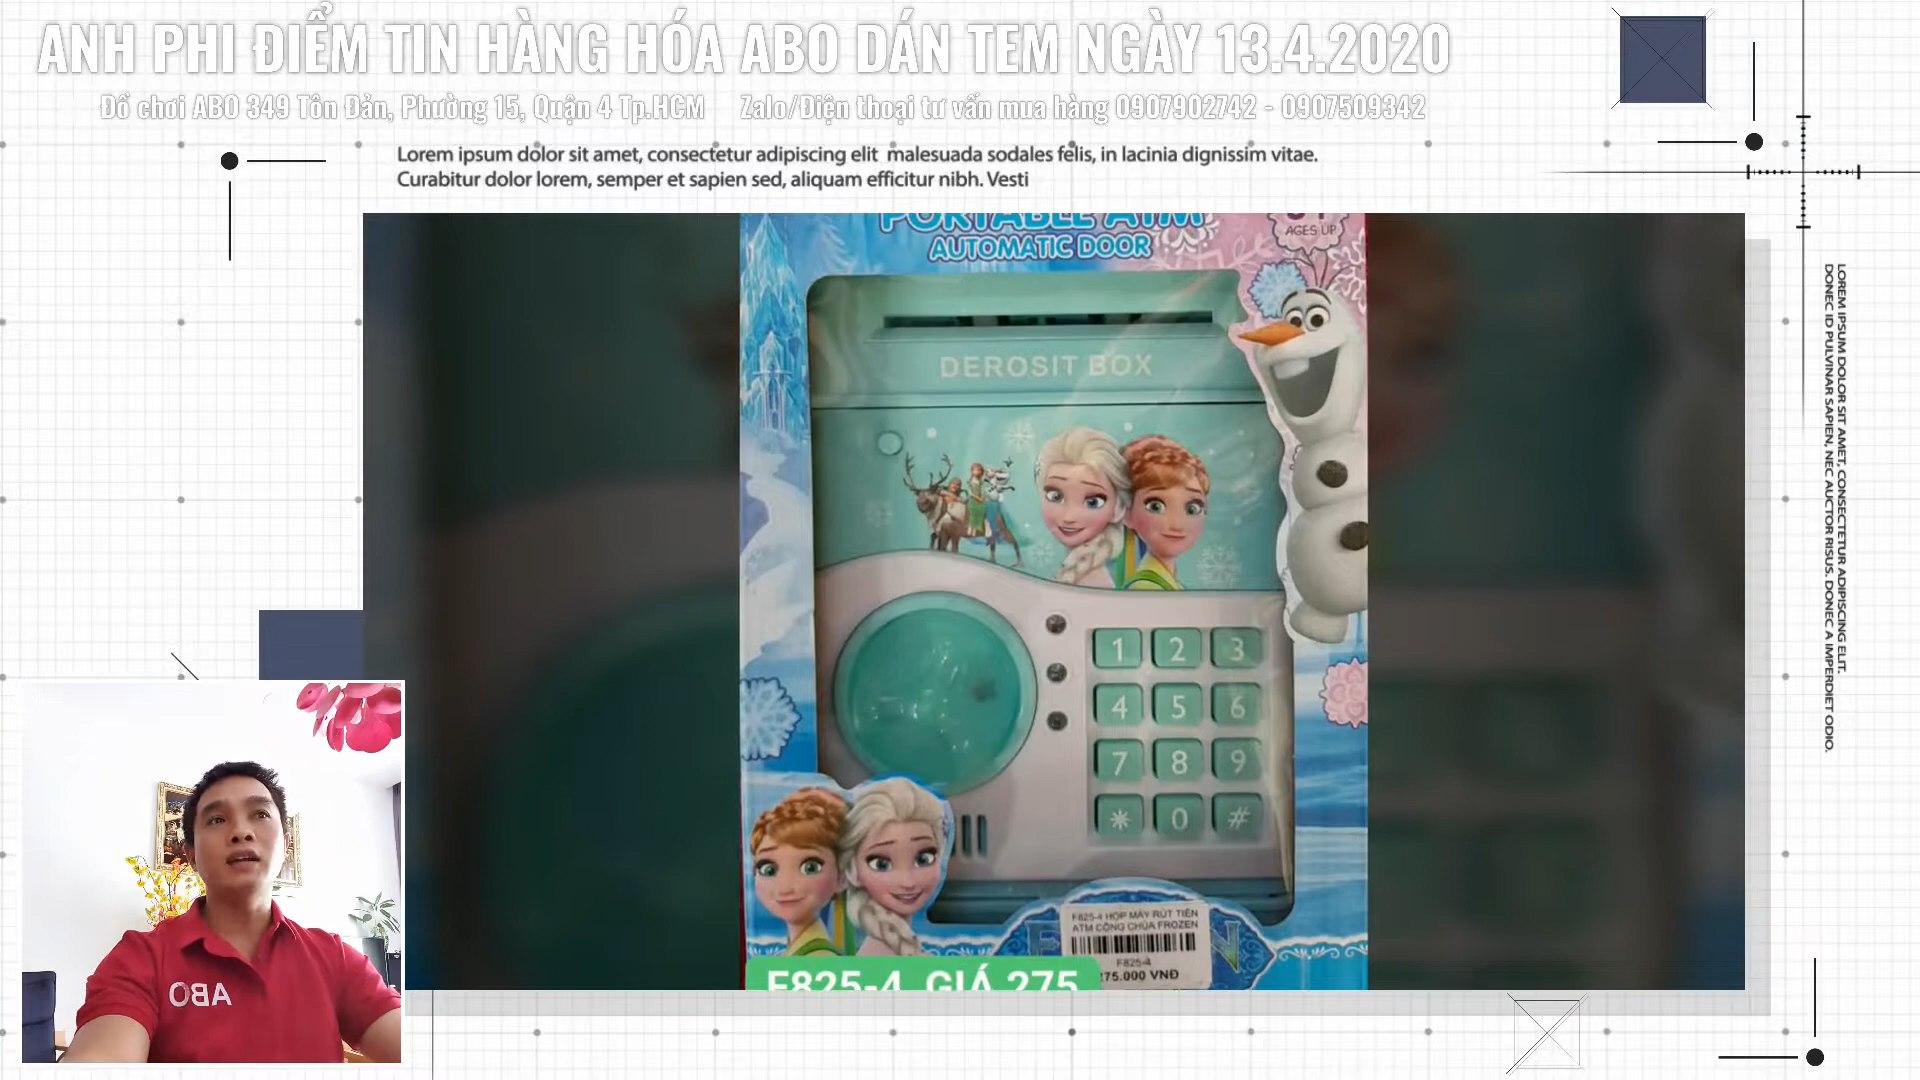 ANH PHI ĐIỂM TIN HÀNG HÓA ABO DÁN TEM NGÀY 13.4.2020
Đồ chơi ABO 349 Tôn Đản, Phường 15, Quận 4 Tp.HCM Zalo/Điện thoại tư vấn mua hàng 0907902742 - 0907509342
Lorem ipsum dolor sit amet, consectetur adipiscing elit malesuada sodales felis, in lacinia dignissim vitae.
Curabitur dolor lorem, semper et sapien sed, aliquam efficitur nibh. Vesti
PORTABLE ATM
AUTOMATIC DOOR
AGES UP
DEROSIT BOX
1 2 3
4 5 6
7 8 9
* 0 #
F825-4 HỘP MÁY RÚT TIỀN
ATM CÔNG CHÚA FROZEN
F825-4
275.000 VNĐ
F825-4 GIÁ 275
ABO
LOREM IPSUM DOLOR SIT AMET, CONSECTETUR ADIPISCING ELIT.
DONEC ID PULVINAR SAPIEN, NEC AUCTOR RISUS. DONEC A IMPERDIET ODIO.